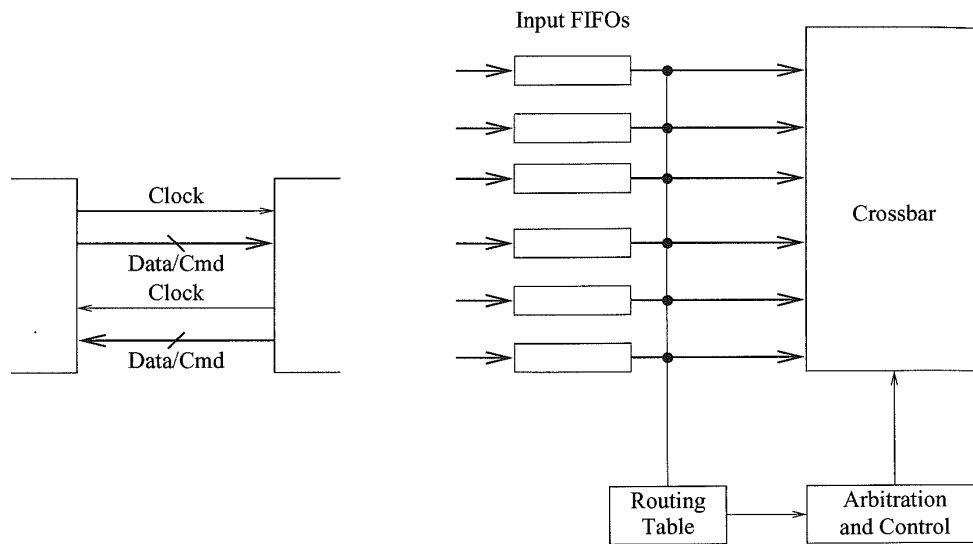 Input FIFOs
Clock
Data/Cmd
Clock
Data/Cmd
Crossbar
Routing
Table
Arbitration
and Control